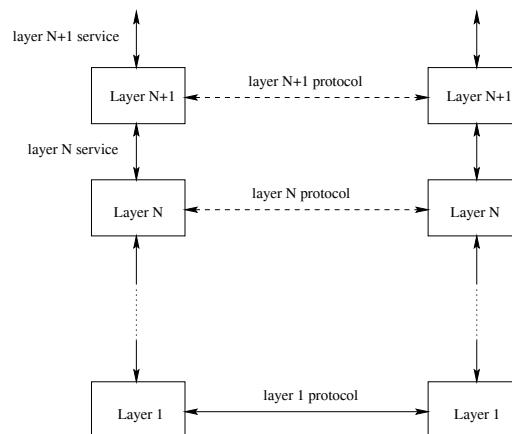 layer N+1 service
Layer N+1
layer N+1 protocol
Layer N+1
layer N service
Layer N
layer N protocol
Layer N
Layer 1
layer 1 protocol
Layer 1